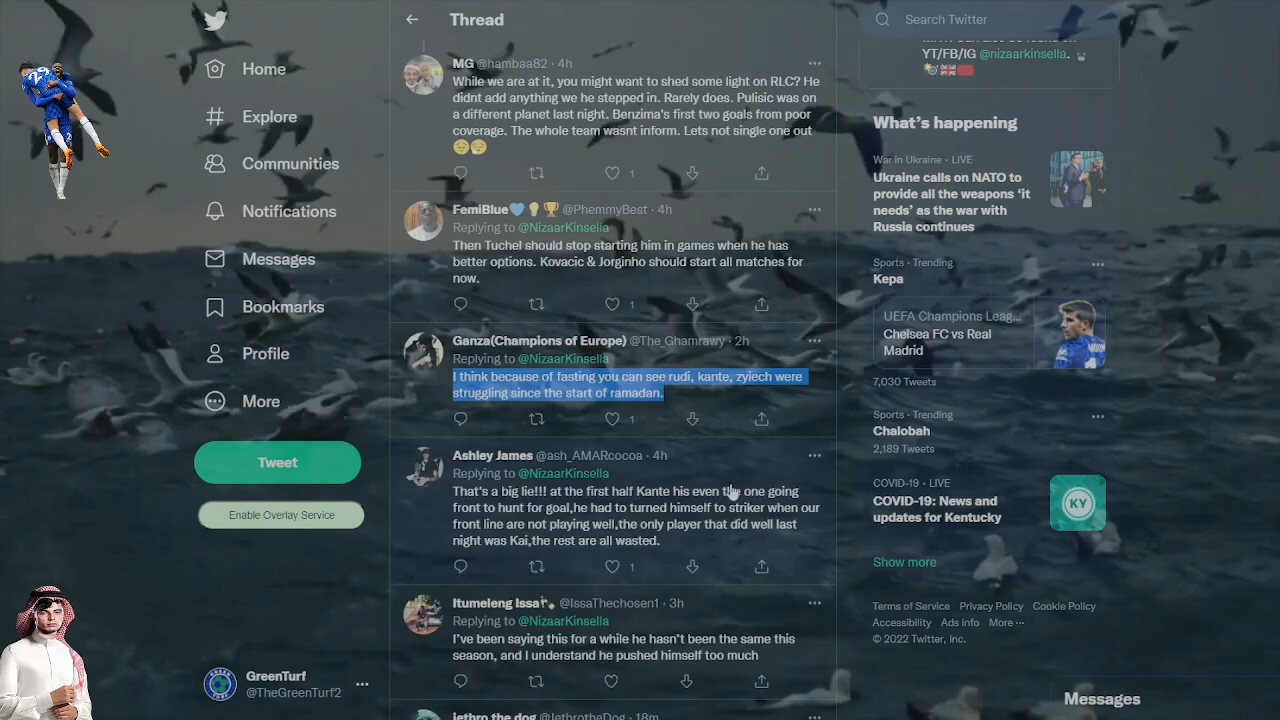 Home
Explore
Communities
Notifications
Messages
Bookmarks
Profile
More
Tweet
Enable Overlay Service
GreenTurf
@TheGreenTurf2
Thread
MG @hambaa82 · 4h
While we are at it, you might want to shed some light on RLC? He
didnt add anything we he stepped in. Rarely does. Pulisic was on
a different planet last night. Benzima's first two goals from poor
coverage. The whole team wasnt inform. Lets not single one out
1
FemiBlue @PhemmyBest · 4h
Replying to @NizaarKinsella
Then Tuchel should stop starting him in games when he has
better options. Kovacic & Jorginho should start all matches for
now.
1
Ganza(Champions of Europe) @The_Ghamrawy · 2h
Replying to @NizaarKinsella
I think because of fasting you can see rudi, kante, zyiech were
struggling since the start of ramadan.
1
Ashley James @ash_AMARcocoa · 4h
Replying to @NizaarKinsella
That's a big lie!!! at the first half Kante his even the one going
front to hunt for goal,he had to turned himself to striker when our
front line are not playing well,the only player that did well last
night was Kai,the rest are all wasted.
1
Itumeleng Issa @IssaThechosen1 · 3h
Replying to @NizaarKinsella
I've been saying this for a while he hasn't been the same this
season, and I understand he pushed himself too much
jethro the dog @JethrotheDog · 18m
Search Twitter
YT/FB/IG @nizaarkinsella.
What's happening
War in Ukraine · LIVE
Ukraine calls on NATO to
provide all the weapons 'it
needs' as the war with
Russia continues
Sports · Trending
Kepa
UEFA Champions Leag...
Chelsea FC vs Real
Madrid
7,030 Tweets
Sports · Trending
Chalobah
2,189 Tweets
COVID-19 · LIVE
COVID-19: News and
updates for Kentucky
KY
Show more
Terms of Service Privacy Policy Cookie Policy
Accessibility Ads info More ···
© 2022 Twitter, Inc.
Messages